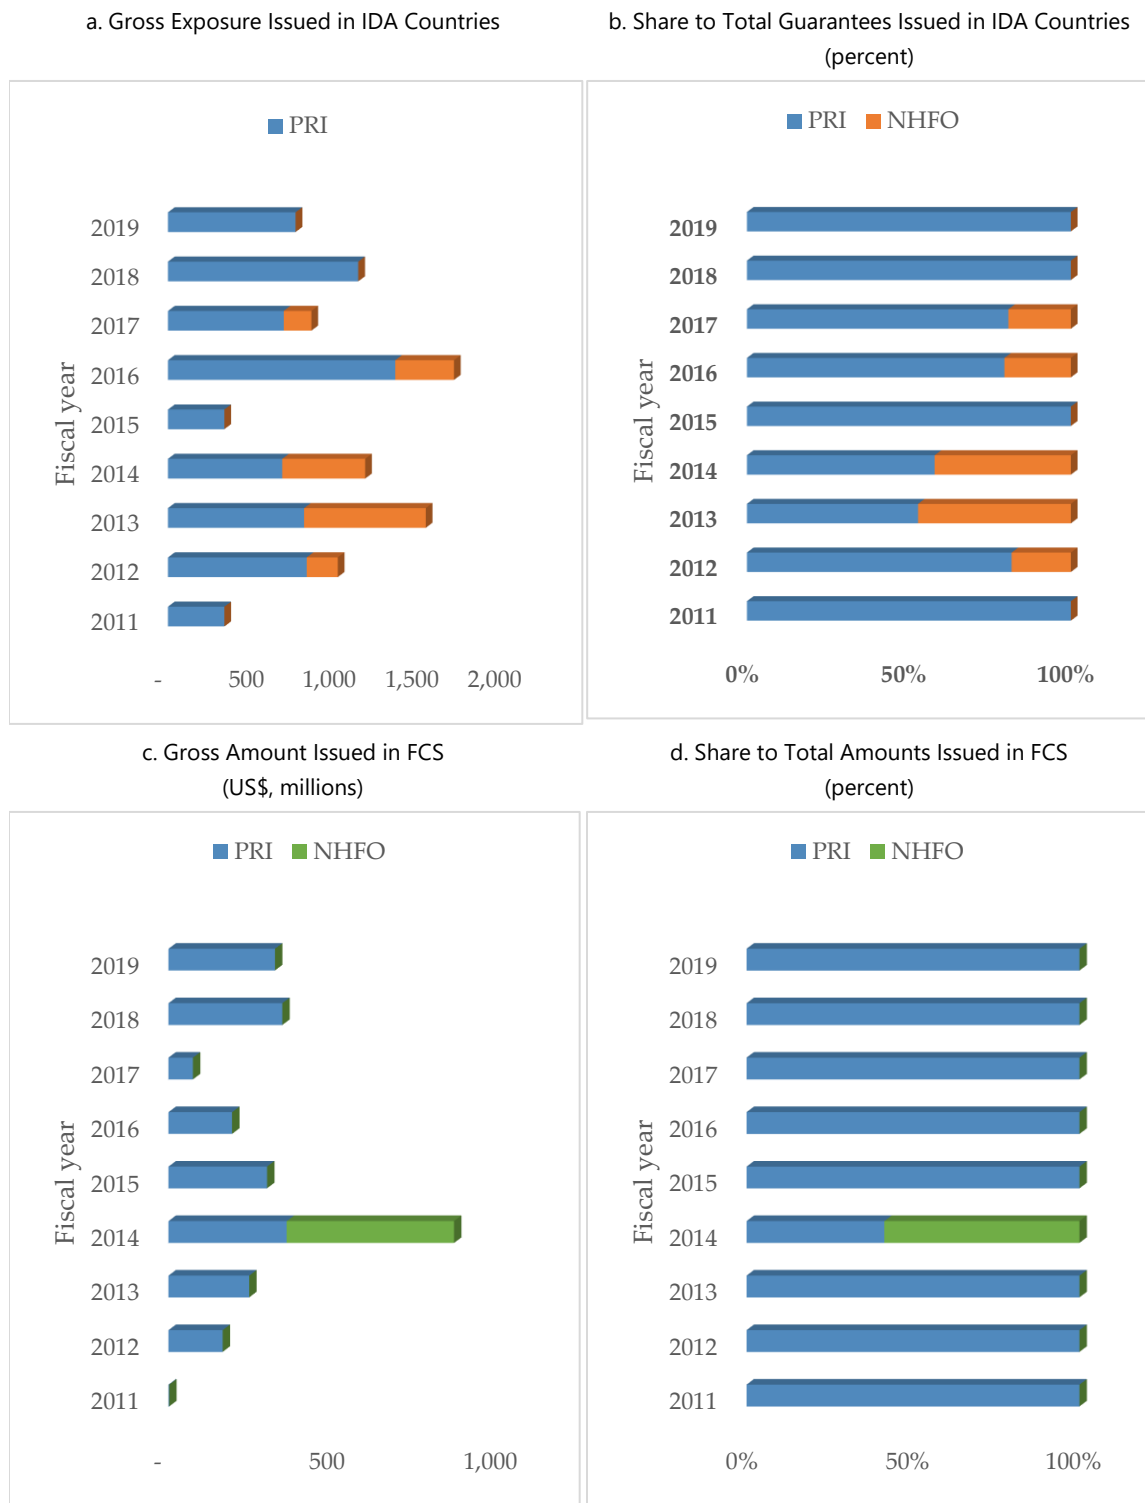 a. Gross Exposure Issued in IDA Countries
PRI
2019
2018
2017
2016
2015
2014
2013
2012
2011
Fiscal year
- 500 1,000 1,500 2,000
b. Share to Total Guarantees Issued in IDA Countries
(percent)
PRI NHFO
2019
2018
2017
2016
2015
2014
2013
2012
2011
Fiscal year
0% 50% 100%
c. Gross Amount Issued in FCS
(US$, millions)
PRI NHFO
2019
2018
2017
2016
2015
2014
2013
2012
2011
Fiscal year
- 500 1,000
d. Share to Total Amounts Issued in FCS
(percent)
PRI NHFO
2019
2018
2017
2016
2015
2014
2013
2012
2011
Fiscal year
0% 50% 100%